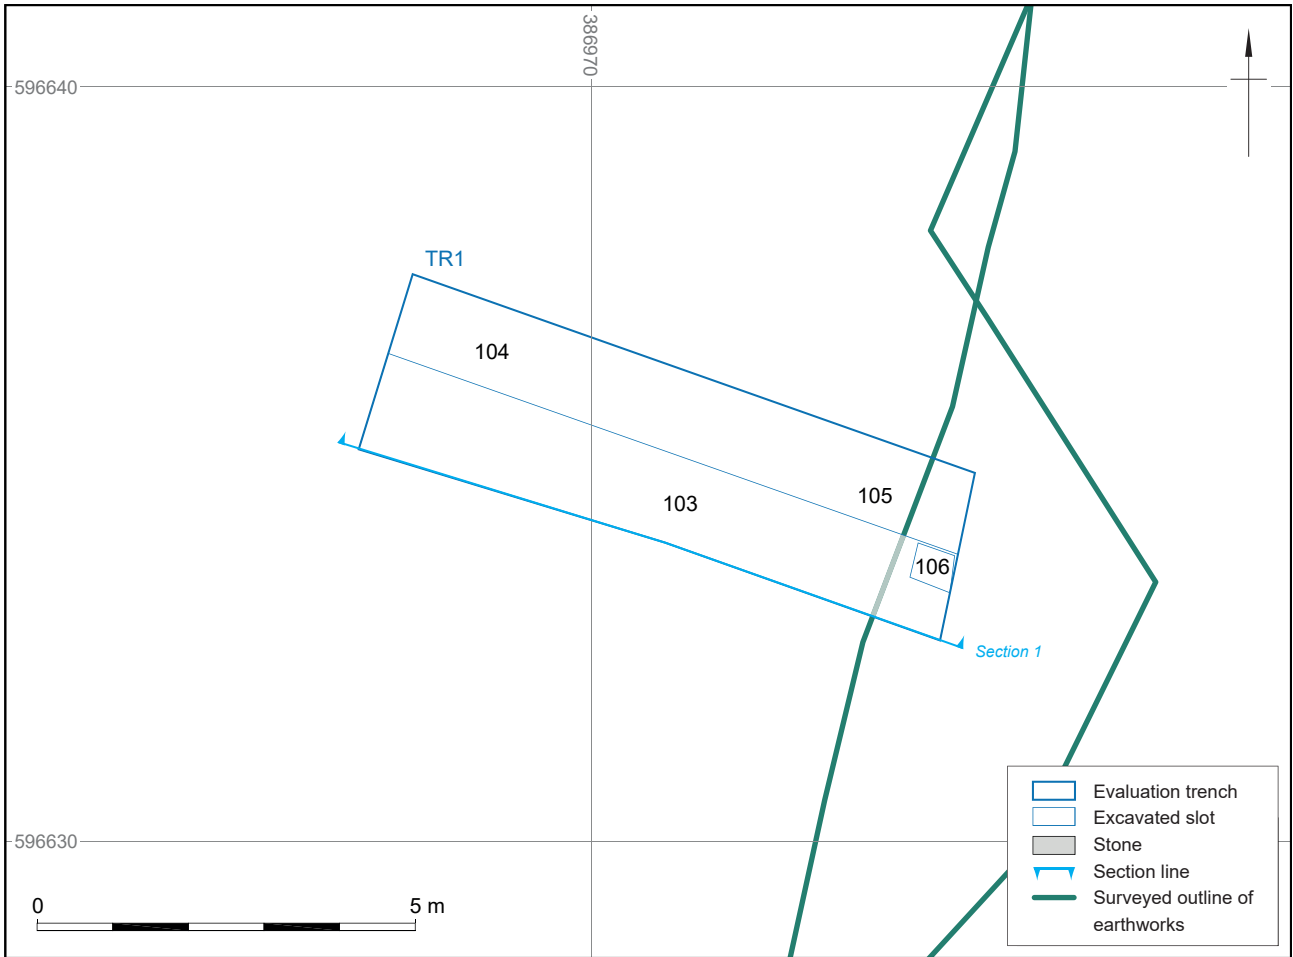 386970
596640
TR1
104
103
105
106
Section 1
596630
0 5 m
Evaluation trench
Excavated slot
Stone
Section line
Surveyed outline of
earthworks